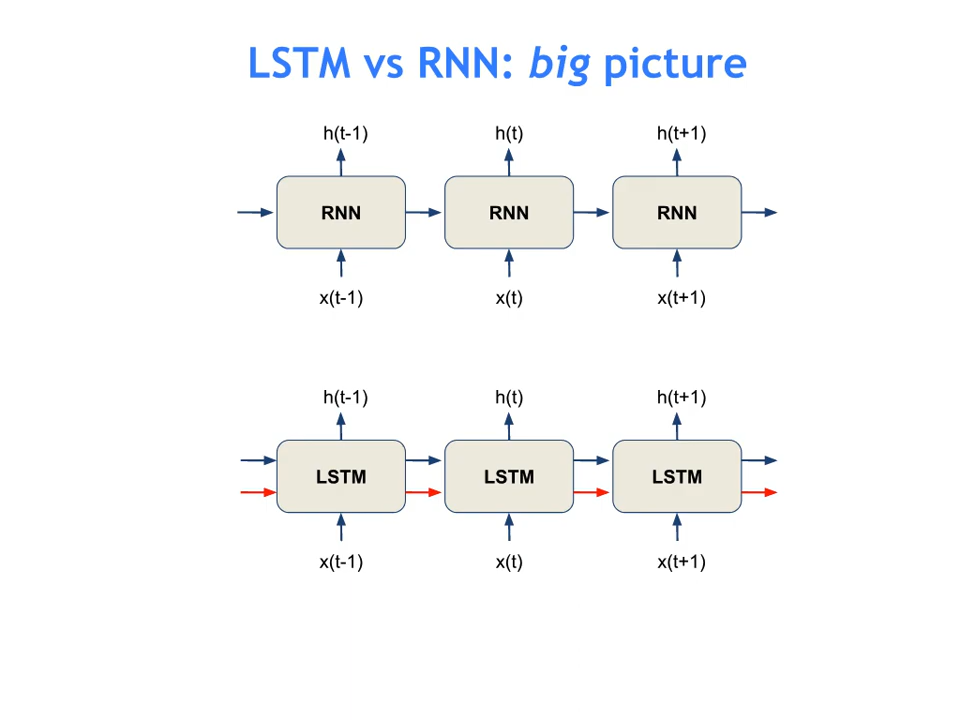 LSTM vs RNN: big picture
h(t-1) h(t) h(t+1)
RNN RNN RNN
x(t-1) x(t) x(t+1)
h(t-1) h(t) h(t+1)
LSTM LSTM LSTM
x(t-1) x(t) x(t+1)